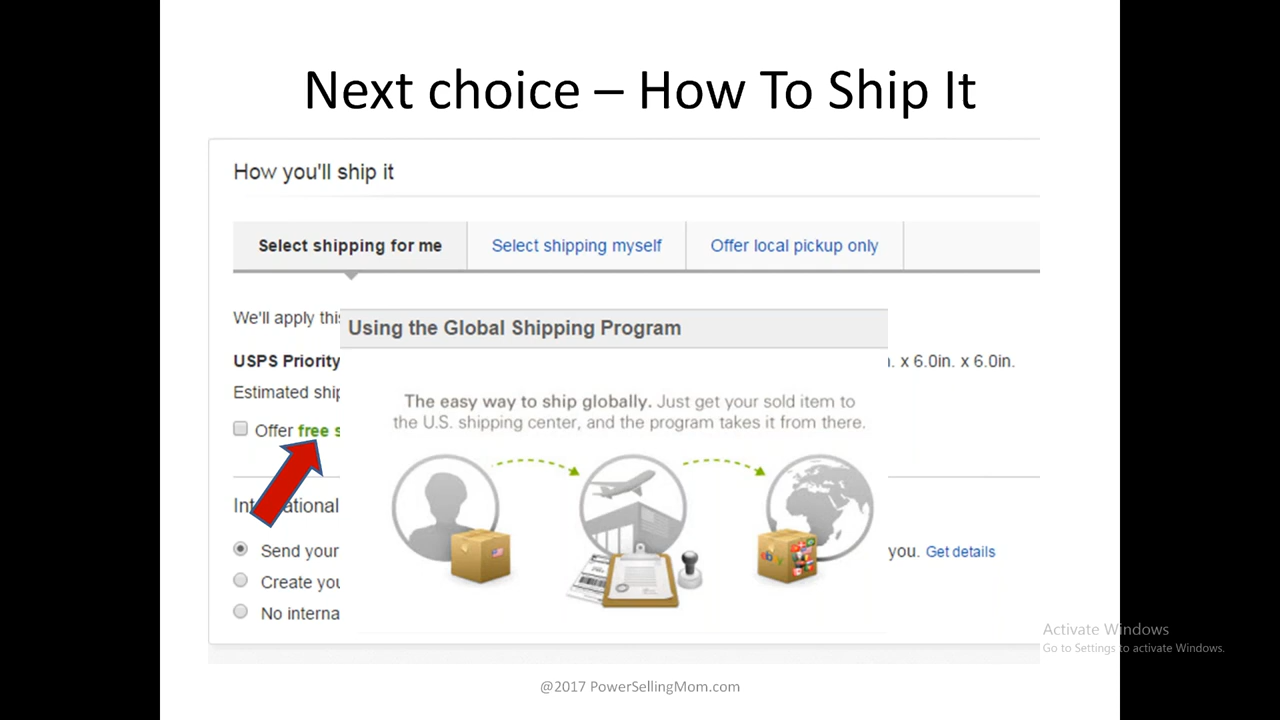 Next choice – How To Ship It
How you'll ship it
Select shipping for me
Select shipping myself
Offer local pickup only
We'll apply this
Using the Global Shipping Program
USPS Priority
. x 6.0in. x 6.0in.
Estimated ship
The easy way to ship globally. Just get your sold item to
the U.S. shipping center, and the program takes it from there.
Offer free s
Send your
you. Get details
Create you
No interna
ebay
Activate Windows
Go to Settings to activate Windows.
@2017 PowerSellingMom.com